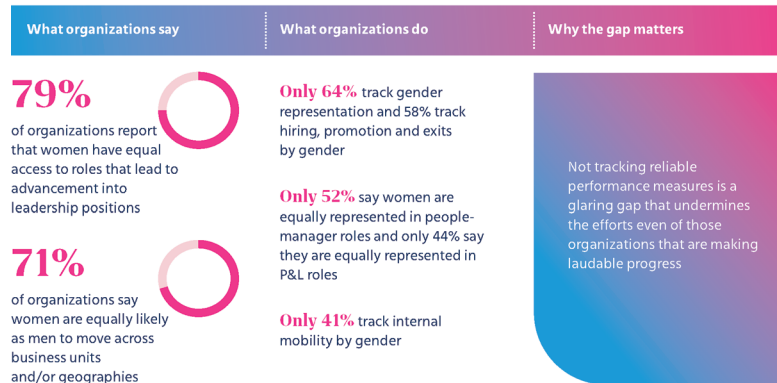 What organizations say
What organizations do
Why the gap matters
79%
of organizations report
that women have equal
access to roles that lead to
advancement into
leadership positions
71%
of organizations say
women are equally likely
as men to move across
business units
and/or geographies
Only 64% track gender
representation and 58% track
hiring, promotion and exits
by gender
Only 52% say women are
equally represented in people-
manager roles and only 44% say
they are equally represented in
P&L roles
Only 41% track internal
mobility by gender
Not tracking reliable
performance measures is a
glaring gap that undermines
the efforts even of those
organizations that are making
laudable progress